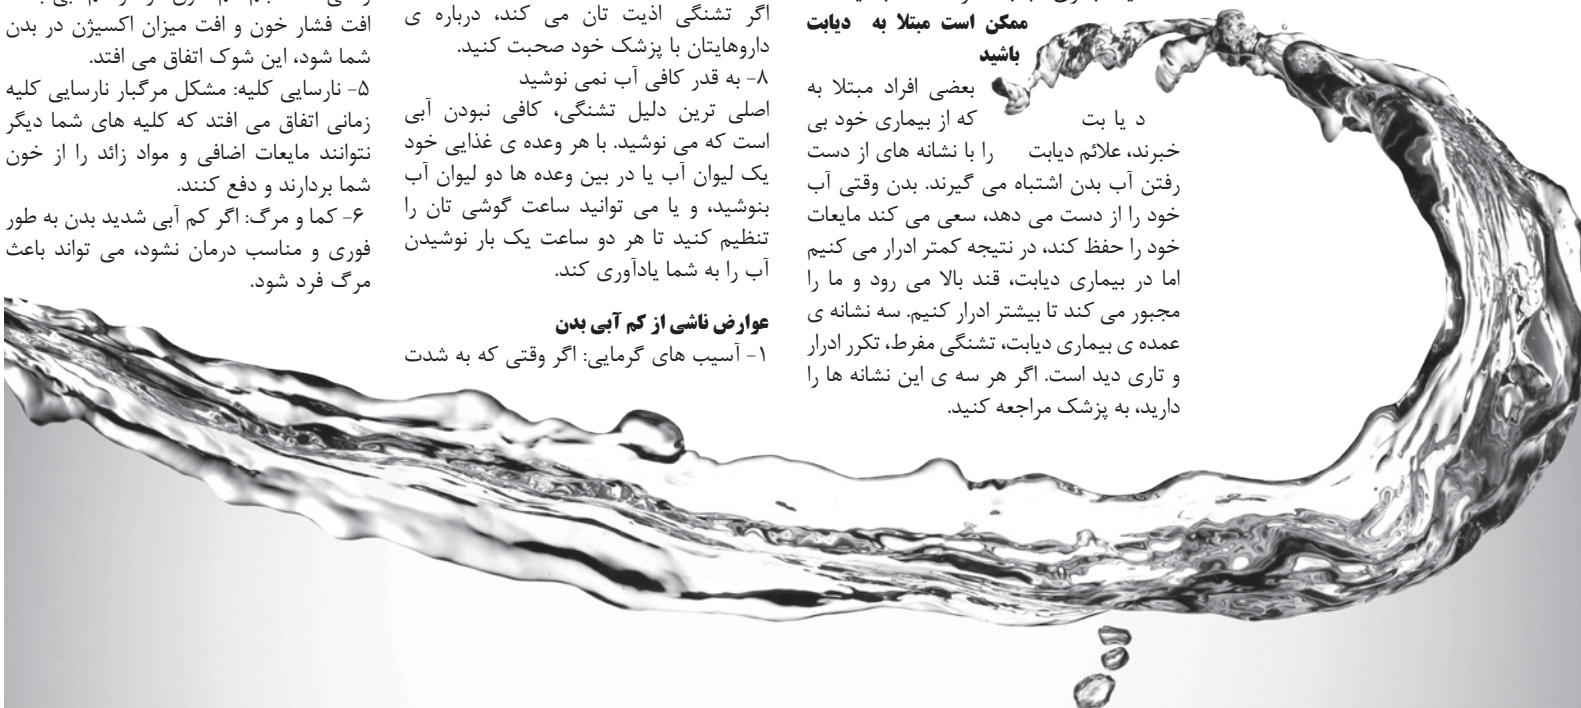 ممکن است مبتلا به دیابت
باشید
بعضی افراد مبتلا به
د یا بت که از بیماری خود بی
خبرند، علائم دیابت را با نشانه های از دست
رفتن آب بدن اشتباه می گیرند. بدن وقتی آب
خود را از دست می دهد، سعی می کند مایعات
خود را حفظ کند، در نتیجه کمتر ادرار می کنیم
اما در بیماری دیابت، قند بالا می رود و ما را
مجبور می کند تا بیشتر ادرار کنیم. سه نشانه ی
عمده ی بیماری دیابت، تشنگی مفرط، تکرر ادرار
و تاری دید است. اگر هر سه ی این نشانه ها را
دارید، به پزشک مراجعه کنید.
اگر تشنگی اذیت تان می کند، درباره ی
داروهایتان با پزشک خود صحبت کنید.
۸- به قدر کافی آب نمی نوشید
اصلی ترین دلیل تشنگی، کافی نبودن آبی
است که می نوشید. با هر وعده ی غذایی خود
یک لیوان آب یا در بین وعده ها دو لیوان آب
بنوشید، و یا می توانید ساعت گوشی تان را
تنظیم کنید تا هر دو ساعت یک بار نوشیدن
آب را به شما یادآوری کند.
عوارض ناشی از کم آبی بدن
۱- آسیب های گرمایی: اگر وقتی که به شدت
افت فشار خون و افت میزان اکسیژن در بدن
شما شود، این شوک اتفاق می افتد.
۵- نارسایی کلیه: مشکل مرگبار نارسایی کلیه
زمانی اتفاق می افتد که کلیه های شما دیگر
نتوانند مایعات اضافی و مواد زائد را از خون
شما بردارند و دفع کنند.
۶- کما و مرگ: اگر کم آبی شدید بدن به طور
فوری و مناسب درمان نشود، می تواند باعث
مرگ فرد شود.